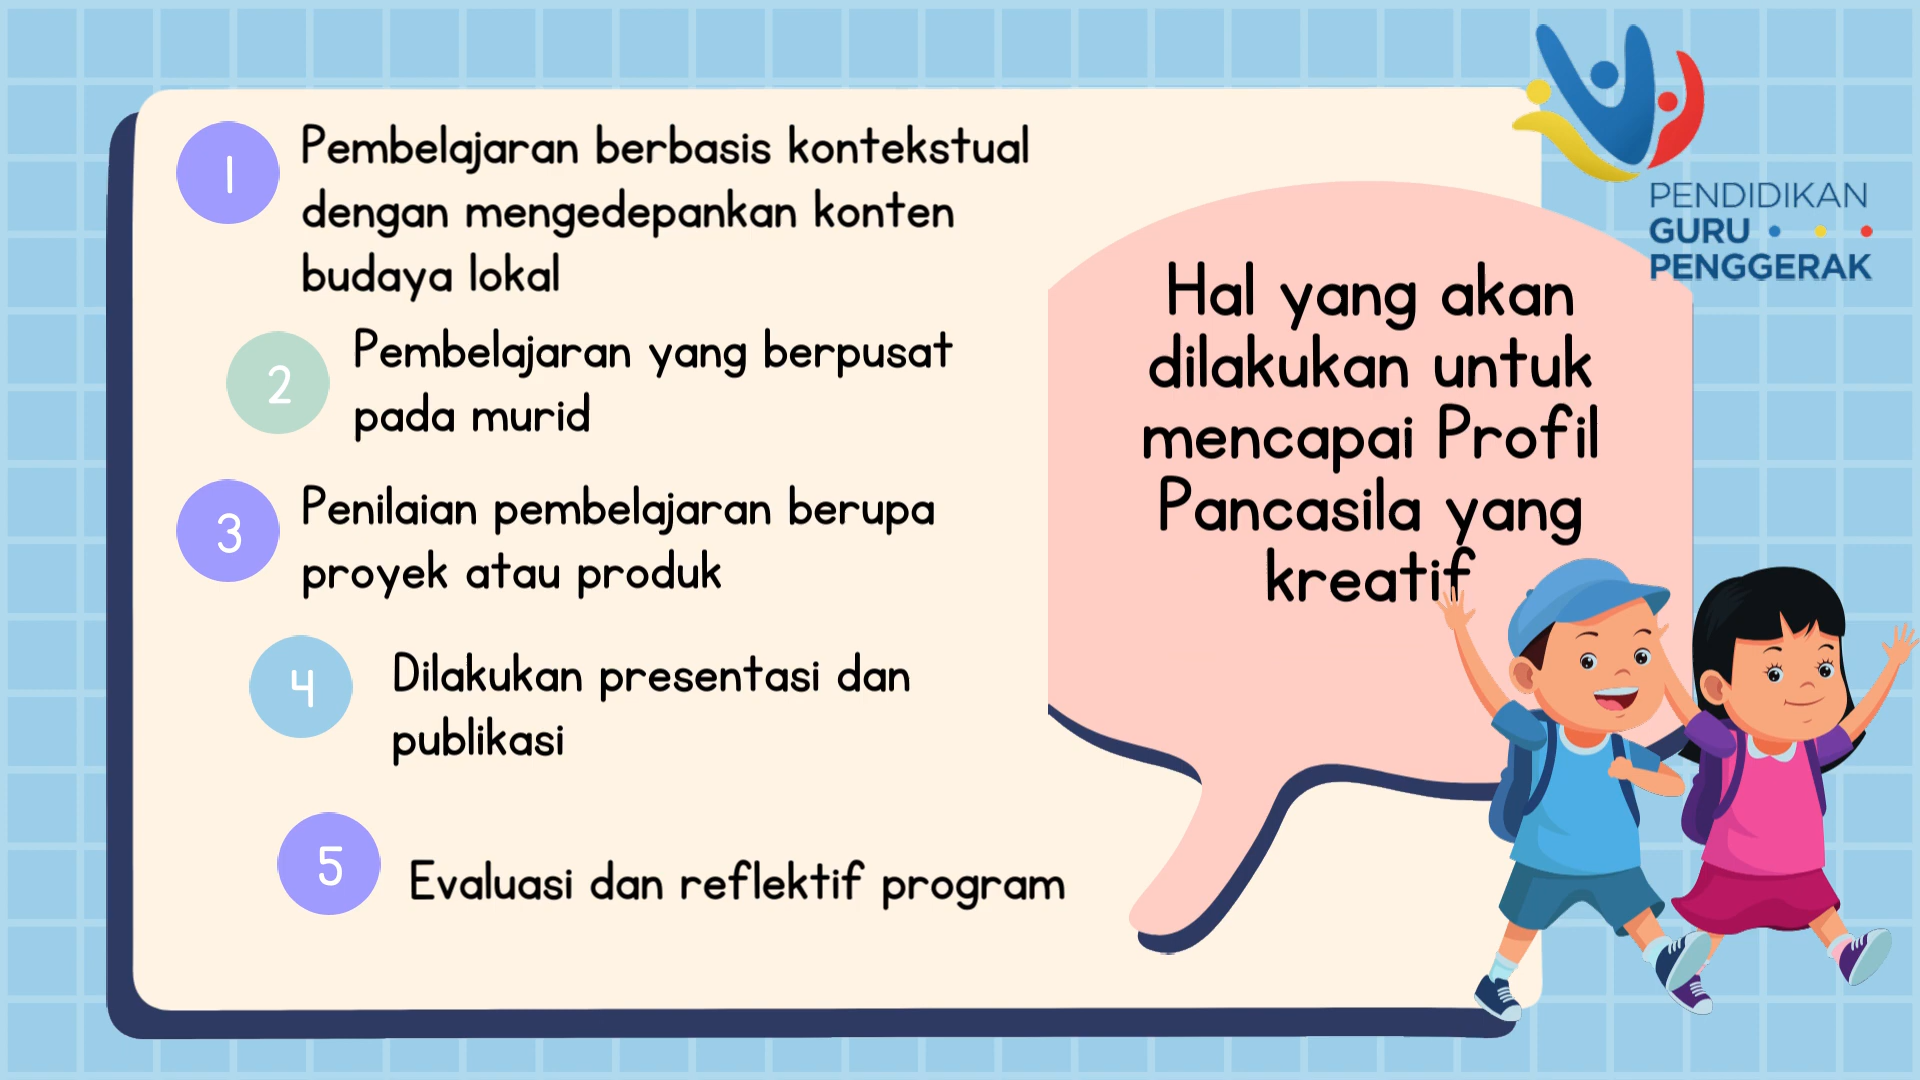 1
Pembelajaran berbasis kontekstual
dengan mengedepankan konten
budaya lokal
2
Pembelajaran yang berpusat
pada murid
3
Penilaian pembelajaran berupa
proyek atau produk
4
Dilakukan presentasi dan
publikasi
5
Evaluasi dan reflektif program
Hal yang akan
dilakukan untuk
mencapai Profil
Pancasila yang
kreatif
PENDIDIKAN
GURU
PENGGERAK